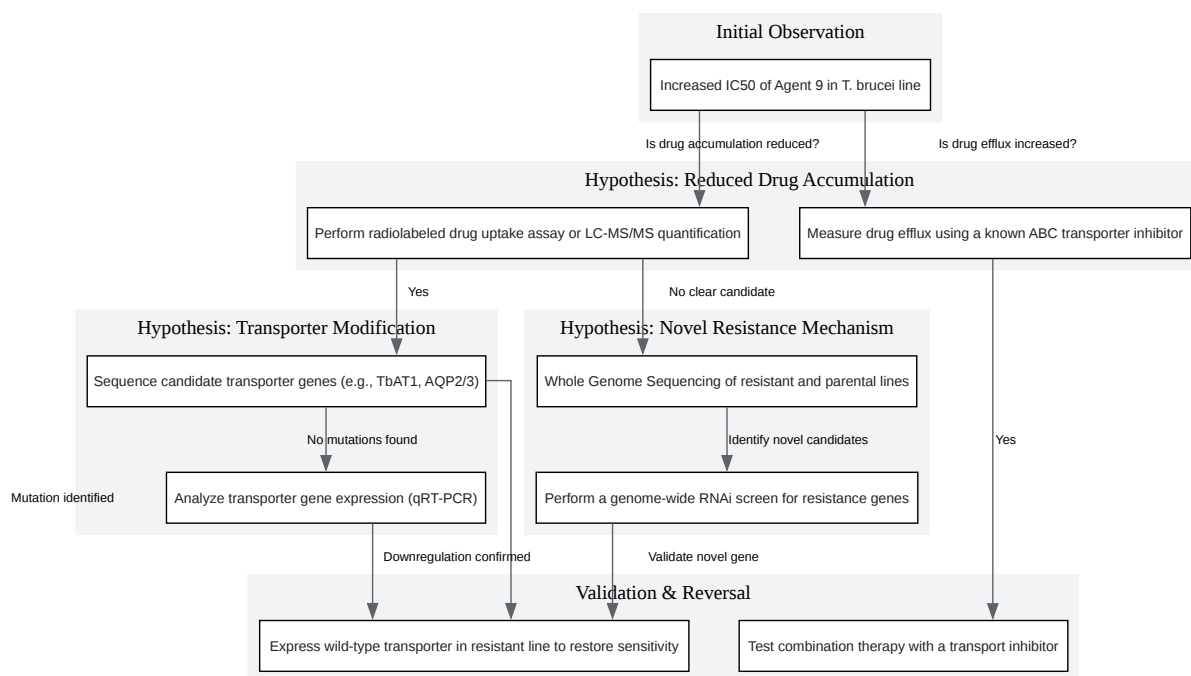 Initial Observation
Increased IC50 of Agent 9 in T. brucei line
Is drug accumulation reduced?
Is drug efflux increased?
Hypothesis: Reduced Drug Accumulation
Perform radiolabeled drug uptake assay or LC-MS/MS quantification
Measure drug efflux using a known ABC transporter inhibitor
Yes
No clear candidate
Hypothesis: Transporter Modification
Hypothesis: Novel Resistance Mechanism
Sequence candidate transporter genes (e.g., TbAT1, AQP2/3)
Whole Genome Sequencing of resistant and parental lines
No mutations found
Identify novel candidates
Yes
Mutation identified
Analyze transporter gene expression (qRT-PCR)
Perform a genome-wide RNAi screen for resistance genes
Downregulation confirmed
Validate novel gene
Validation & Reversal
Express wild-type transporter in resistant line to restore sensitivity
Test combination therapy with a transport inhibitor